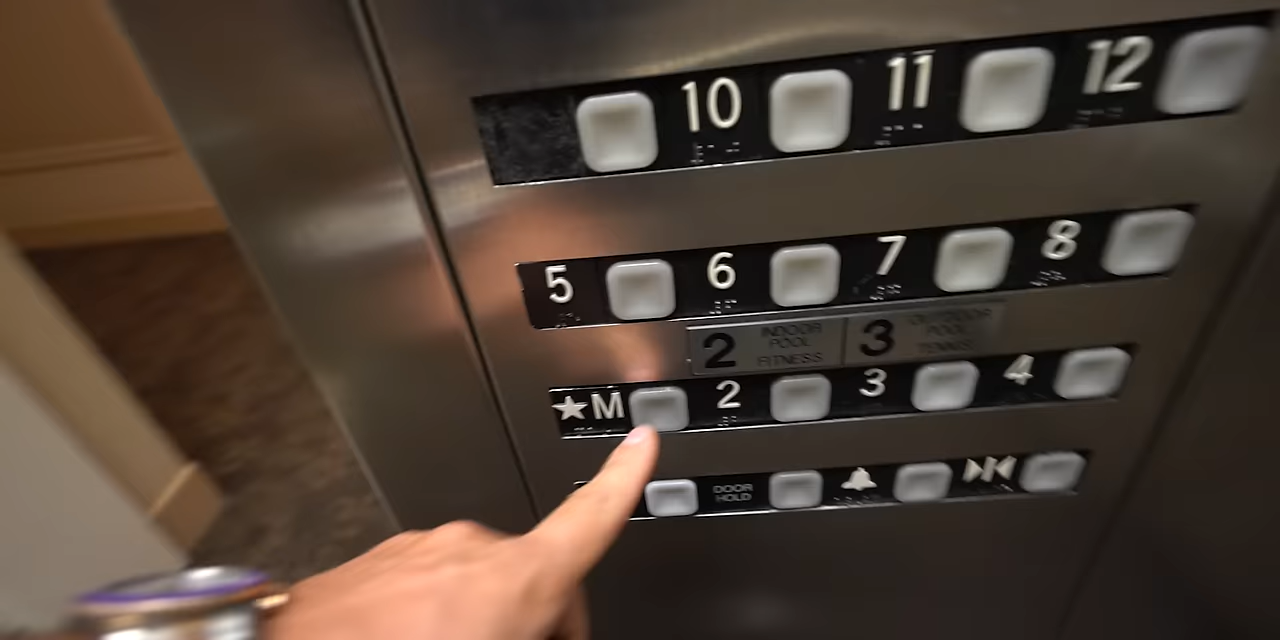 10 11 12
5 6 7 8
2 INDOOR POOL FITNESS
3 OUTDOOR POOL TENNIS
★M 2 3 4
DOOR HOLD